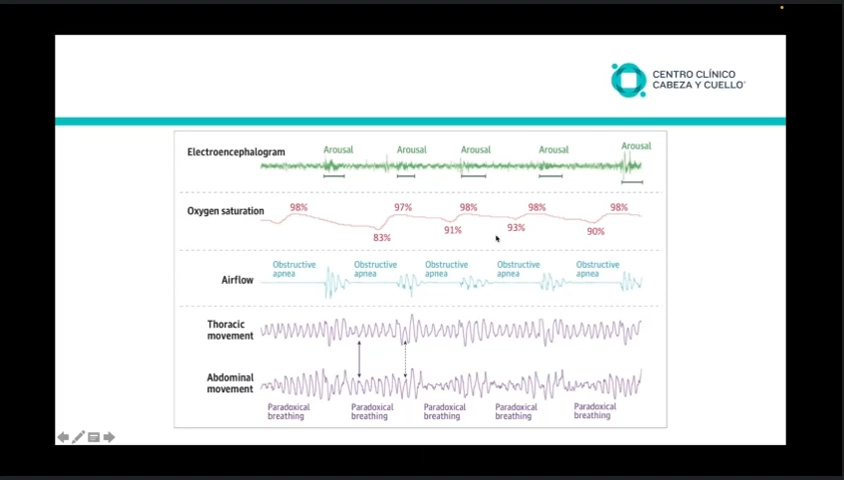 CENTRO CLÍNICO
CABEZA Y CUELLO
Electroencephalogram
Arousal
Arousal
Arousal
Arousal
Arousal
Oxygen saturation
98%
97%
98%
98%
98%
83%
91%
93%
90%
Airflow
Obstructive
apnea
Obstructive
apnea
Obstructive
apnea
Obstructive
apnea
Obstructive
apnea
Thoracic
movement
Abdominal
movement
Paradoxical
breathing
Paradoxical
breathing
Paradoxical
breathing
Paradoxical
breathing
Paradoxical
breathing